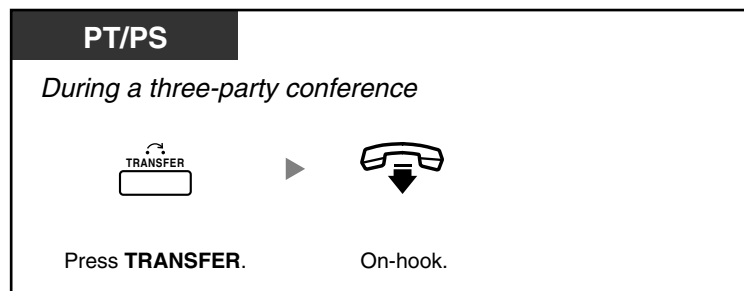 PT/PS
During a three-party conference
TRANSFER
Press TRANSFER.
On-hook.